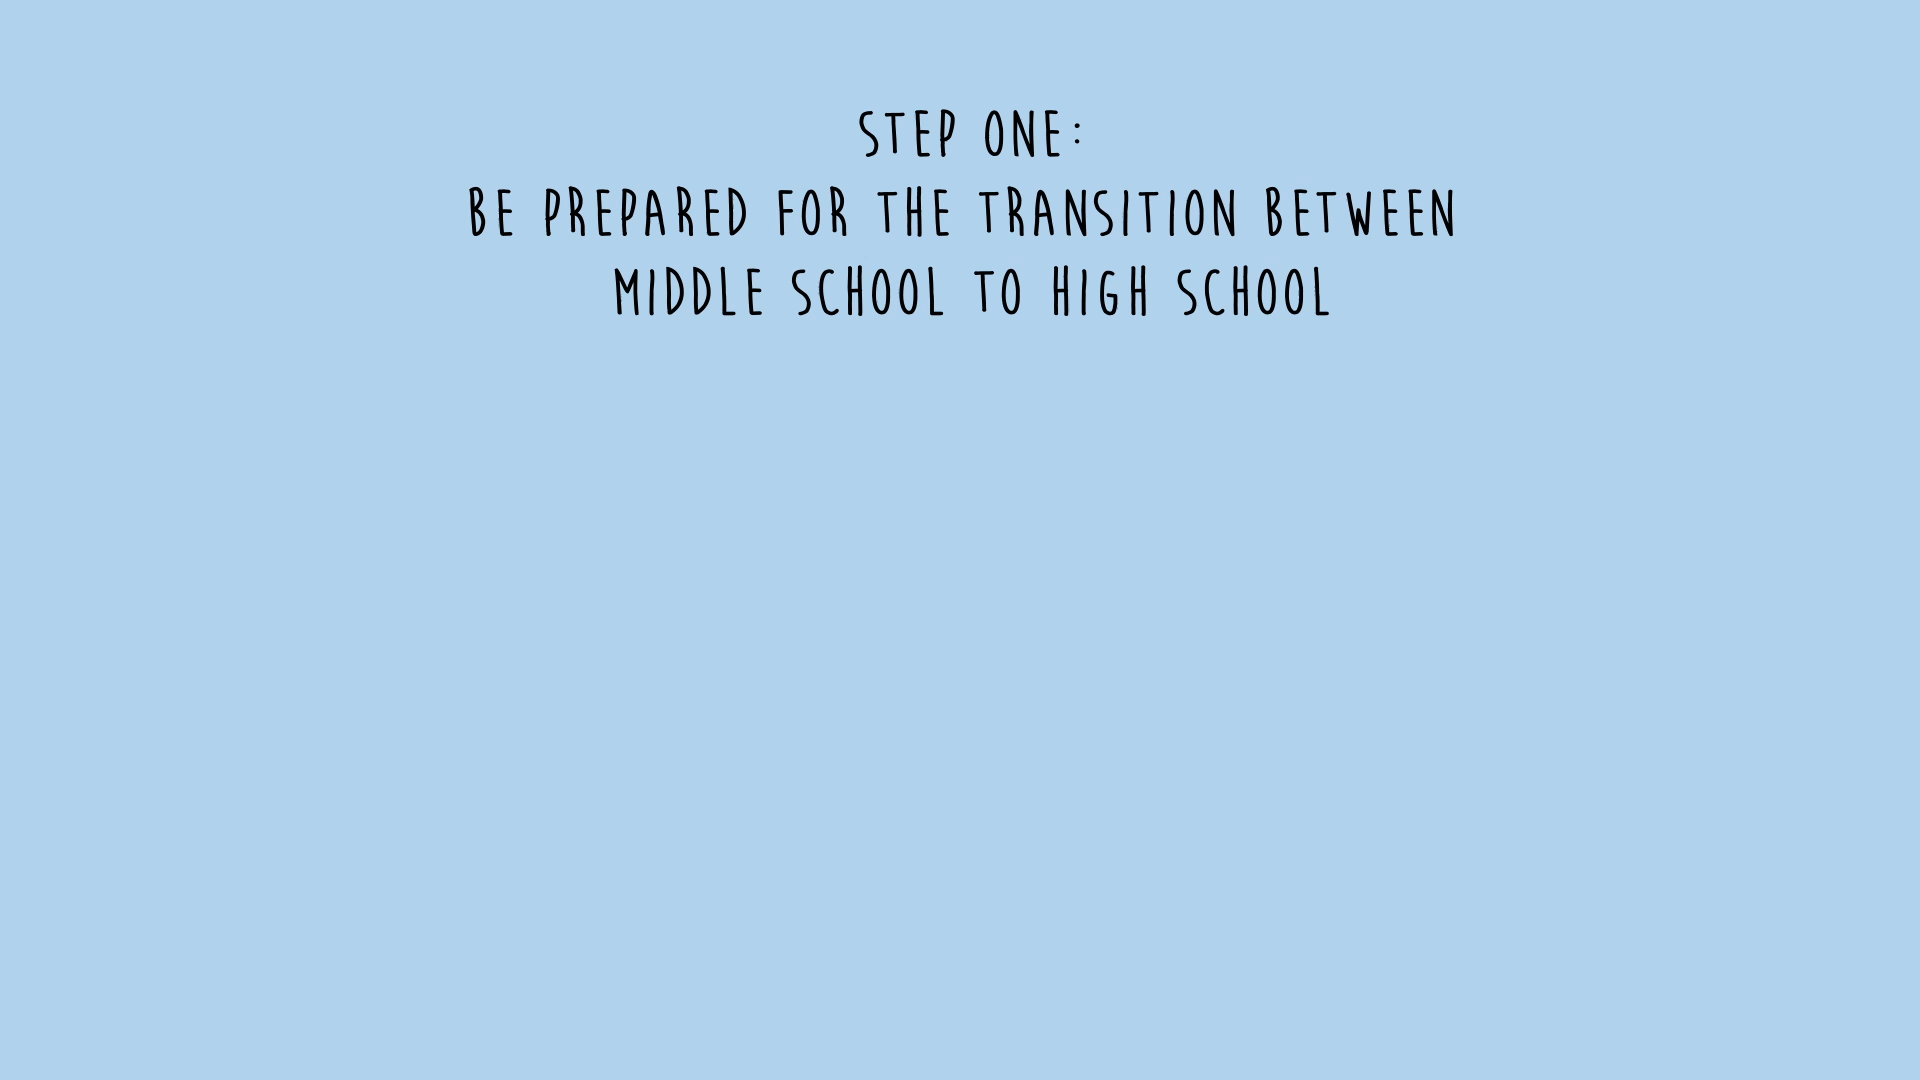 STEP ONE:
BE PREPARED FOR THE TRANSITION BETWEEN
MIDDLE SCHOOL TO HIGH SCHOOL